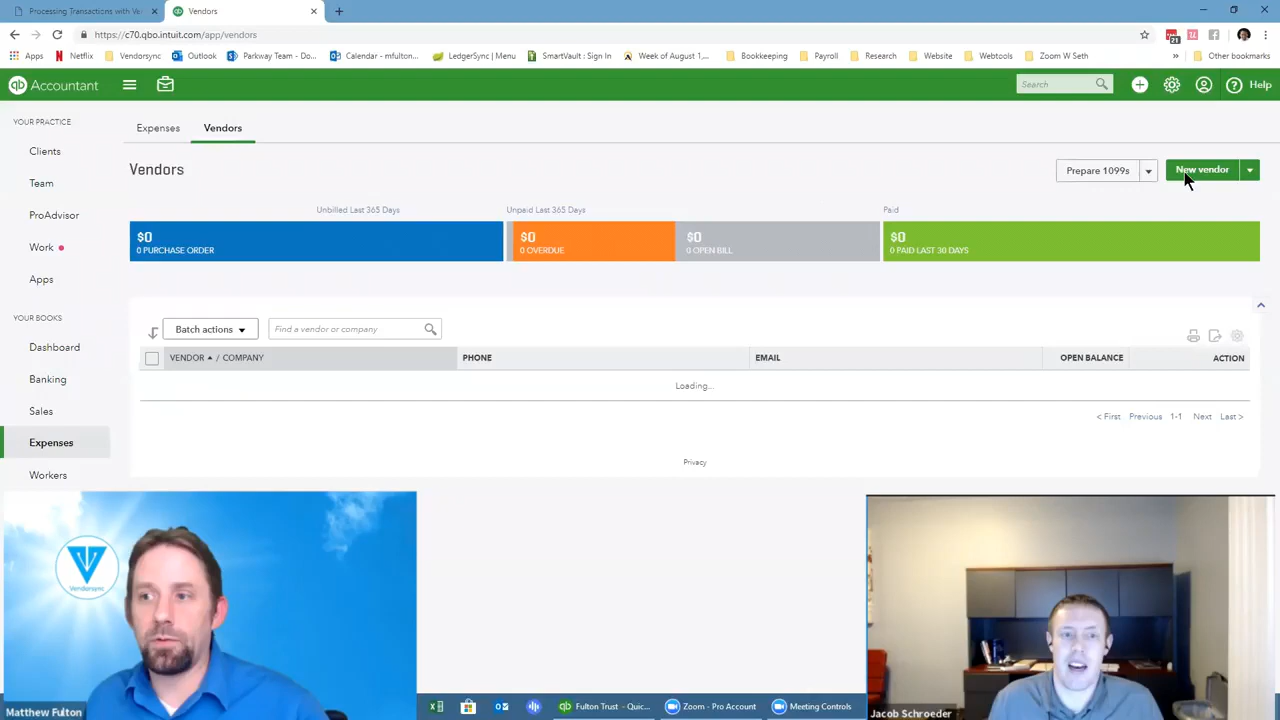 Processing Transactions with Ve
Vendors
https://c70.qbo.intuit.com/app/vendors
Apps
Netflix
Vendorsync
Outlook
Parkway Team - Do...
Calendar - mfulton...
LedgerSync | Menu
SmartVault : Sign In
Week of August 1,...
Bookkeeping
Payroll
Research
Website
Webtools
Zoom W Seth
»
Other bookmarks
21
qb Accountant
Search
Help
YOUR PRACTICE
Clients
Team
ProAdvisor
Work
Apps
YOUR BOOKS
Dashboard
Banking
Sales
Expenses
Workers
Expenses
Vendors
Vendors
Prepare 1099s
New vendor
Unbilled Last 365 Days
Unpaid Last 365 Days
Paid
$0
0 PURCHASE ORDER
$0
0 OVERDUE
$0
0 OPEN BILL
$0
0 PAID LAST 30 DAYS
Batch actions
Find a vendor or company
VENDOR ▲ / COMPANY
PHONE
EMAIL
OPEN BALANCE
ACTION
Loading...
< First Previous 1-1 Next Last >
Privacy
Vendorsync
Matthew Fulton
Fulton Trust - Quic...
Zoom - Pro Account
Meeting Controls
Jacob Schroeder